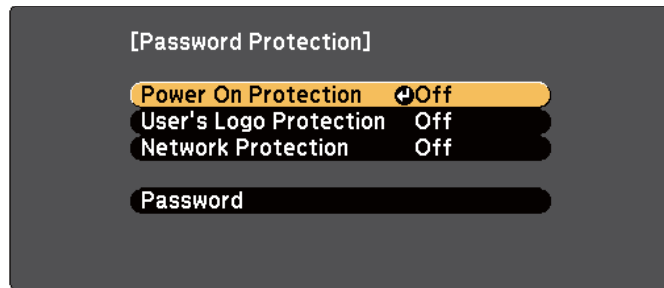 [Password Protection]
Power On Protection Off
User's Logo Protection Off
Network Protection Off
Password